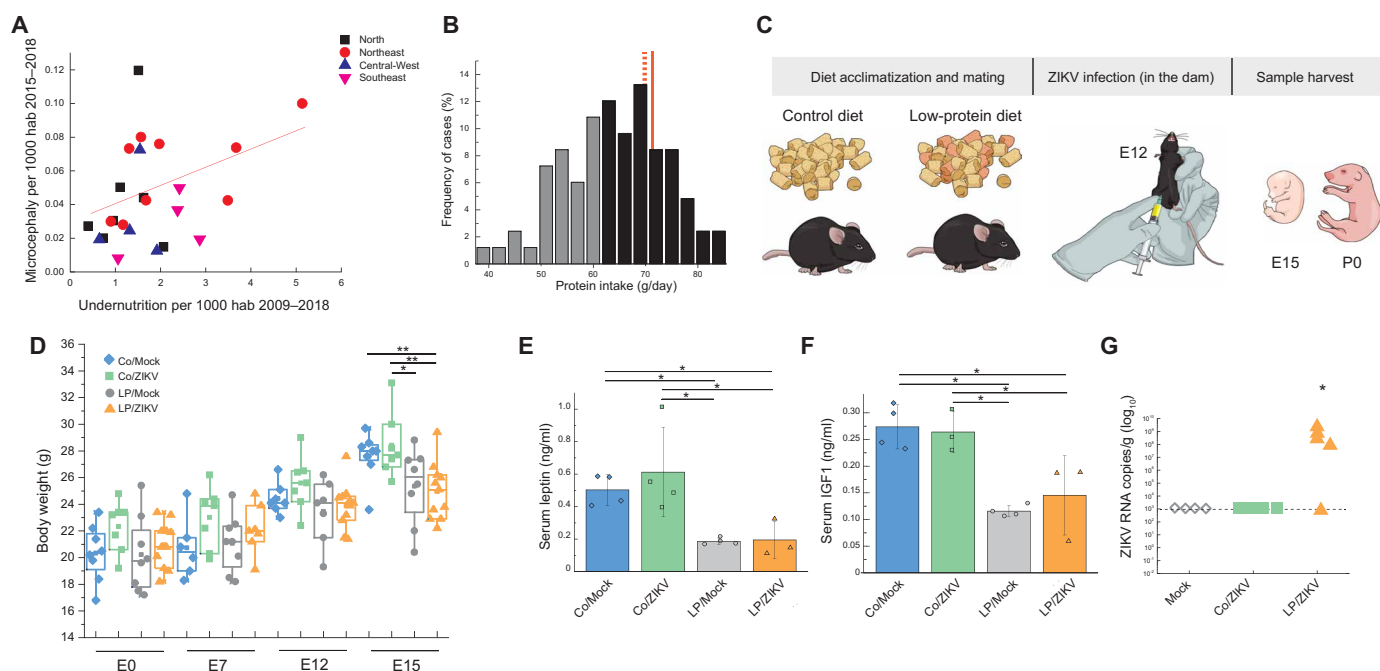 A
North
Northeast
Central-West
Southeast
Microcephaly per 1000 hab 2015–2018
0.12
0.10
0.08
0.06
0.04
0.02
0.00
0 1 2 3 4 5 6
Undernutrition per 1000 hab 2009–2018
B
Frequency of cases (%)
14
12
10
8
6
4
2
0
40 50 60 70 80
Protein intake (g/day)
C
Diet acclimatization and mating
ZIKV infection (in the dam)
Sample harvest
Control diet
Low-protein diet
E12
E15
P0
D
Co/Mock
Co/ZIKV
LP/Mock
LP/ZIKV
**
**
*
Body weight (g)
36
34
32
30
28
26
24
22
20
18
16
14
E0 E7 E12 E15
E
*
*
*
*
Serum leptin (ng/ml)
1.0
0.8
0.6
0.4
0.2
0
Co/Mock
Co/ZIKV
LP/Mock
LP/ZIKV
F
*
*
*
*
Serum IGF1 (ng/ml)
0.30
0.25
0.20
0.15
0.10
0.05
0
Co/Mock
Co/ZIKV
LP/Mock
LP/ZIKV
G
*
ZIKV RNA copies/g (log10)
Mock
Co/ZIKV
LP/ZIKV